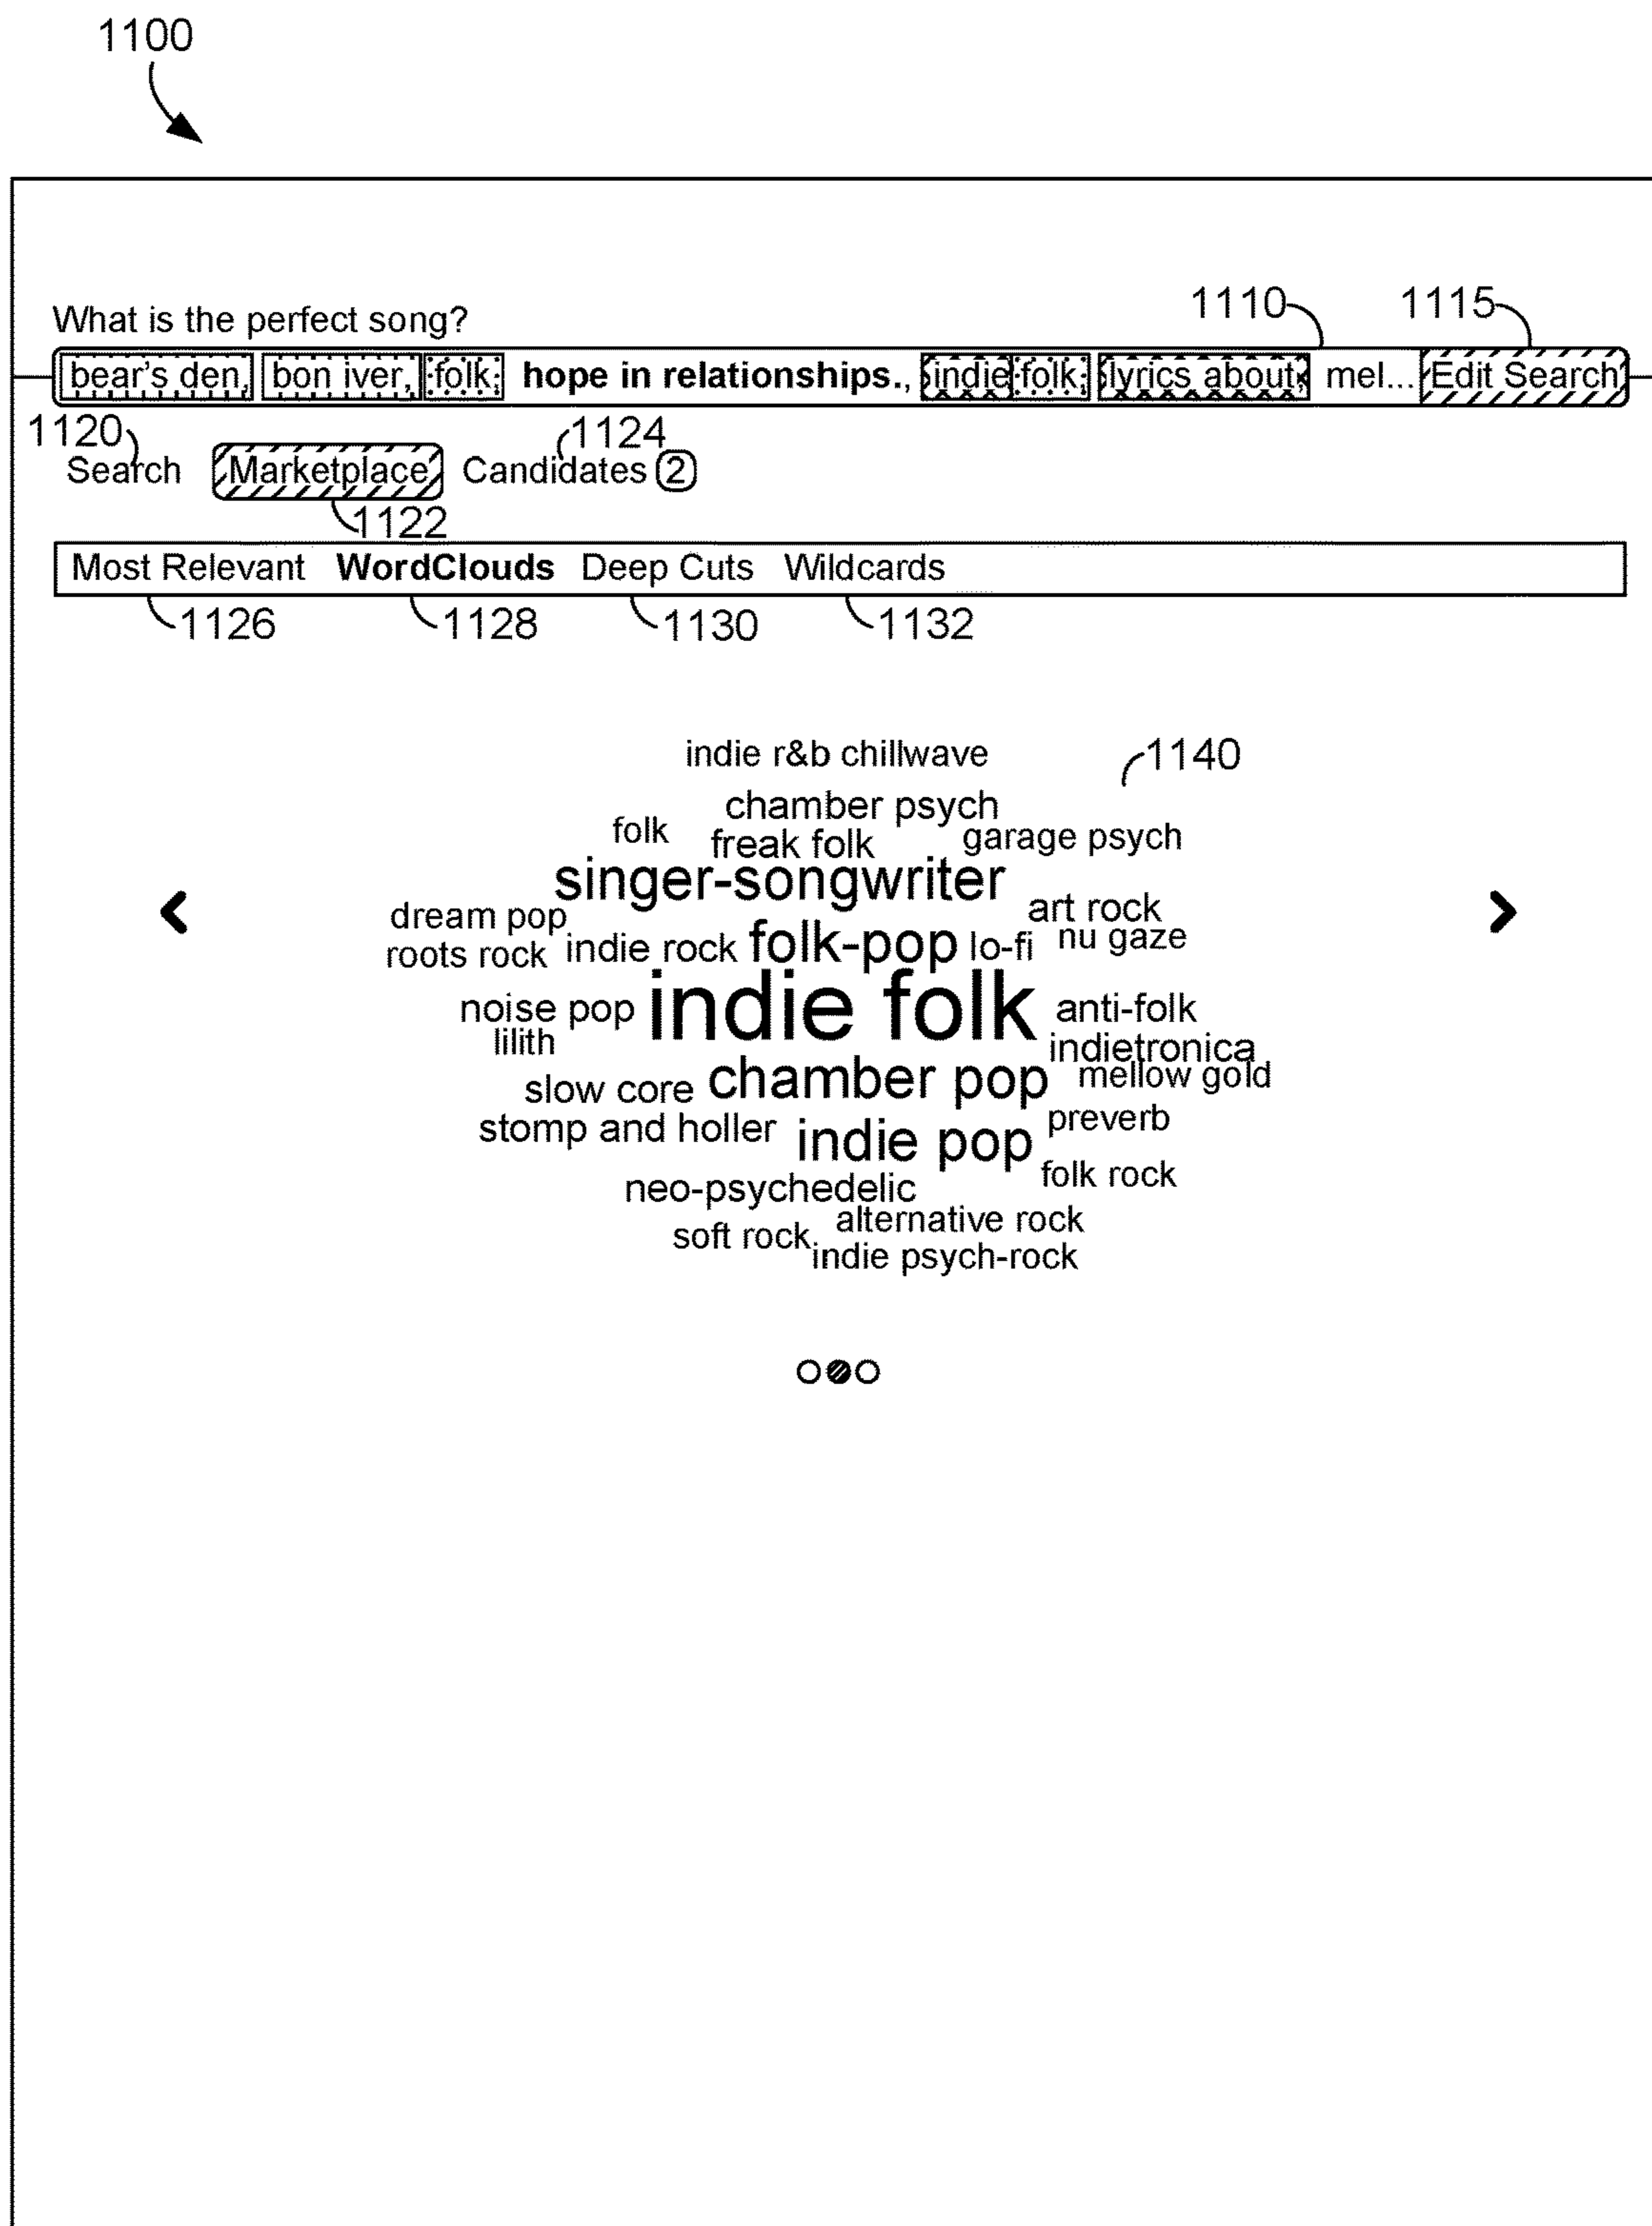 1100
What is the perfect song?
1110 1115
bear's den, bon iver, folk, hope in relationships., indie folk, lyrics about, mel... Edit Search
1120 1124
Search Marketplace Candidates 2
1122
Most Relevant WordClouds Deep Cuts Wildcards
1126 1128 1130 1132
indie r&b chillwave 1140
chamber psych
folk freak folk garage psych
singer-songwriter
dream pop art rock
roots rock indie rock folk-pop lo-fi nu gaze
noise pop indie folk anti-folk
lilith indietronica
slow core chamber pop mellow gold
stomp and holler indie pop preverb
neo-psychedelic folk rock
soft rock alternative rock
indie psych-rock